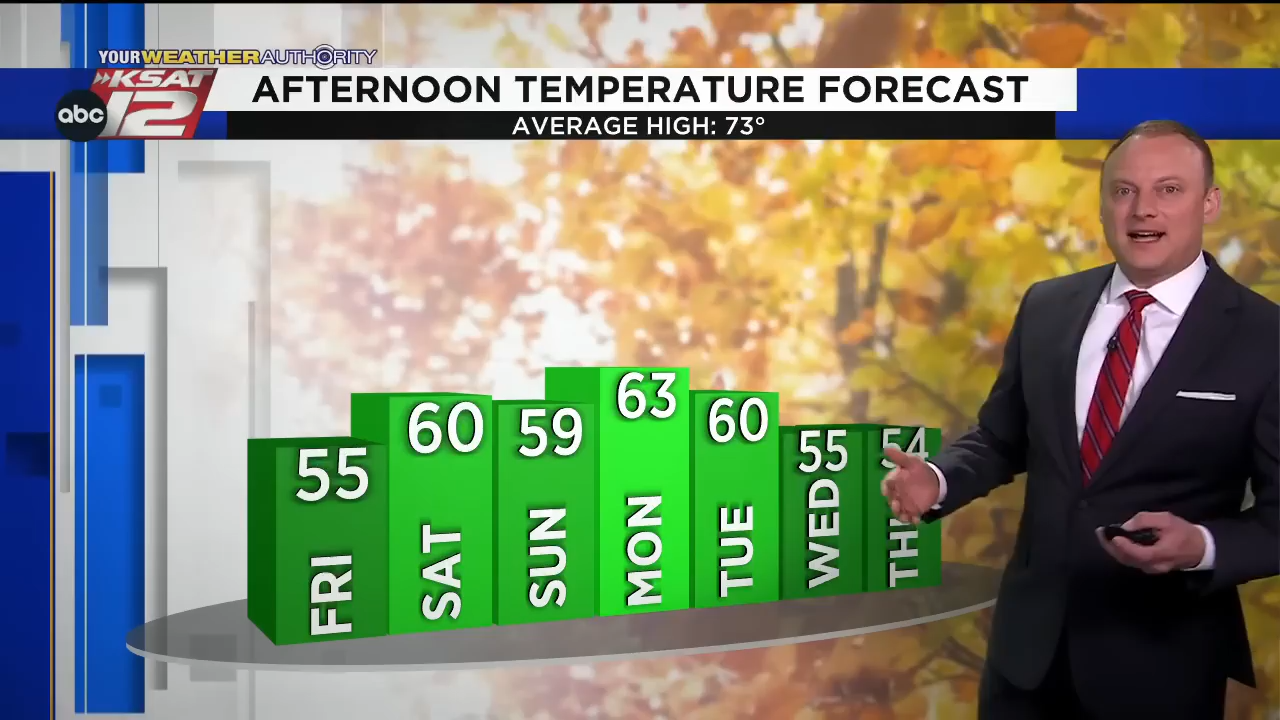 YOURWEATHERAUTHORITY
KSAT
abc
12
AFTERNOON TEMPERATURE FORECAST
AVERAGE HIGH: 73°
55
60
59
63
60
55
54
FRI
SAT
SUN
MON
TUE
WED